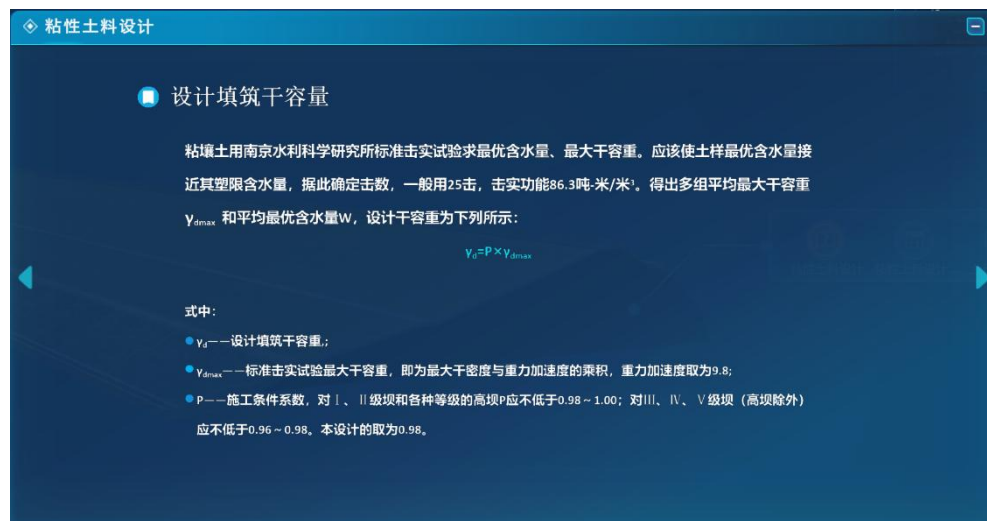 粘性土料设计
设计填筑干容量
粘壤土用南京水利科学研究所标准击实试验求最优含水量、最大干容重。应该使土样最优含水量接
近其塑限含水量，据此确定击数，一般用25击，击实功能86.3吨-米/米³。得出多组平均最大干容重
γdmax 和平均最优含水量W，设计干容重为下列所示：
γd=P×γdmax
式中：
γd——设计填筑干容重.;
γdmax——标准击实试验最大干容重，即为最大干密度与重力加速度的乘积，重力加速度取为9.8;
P——施工条件系数，对Ⅰ、Ⅱ级坝和各种等级的高坝P应不低于0.98～1.00；对Ⅲ、Ⅳ、Ⅴ级坝（高坝除外）
应不低于0.96～0.98。本设计的取为0.98。